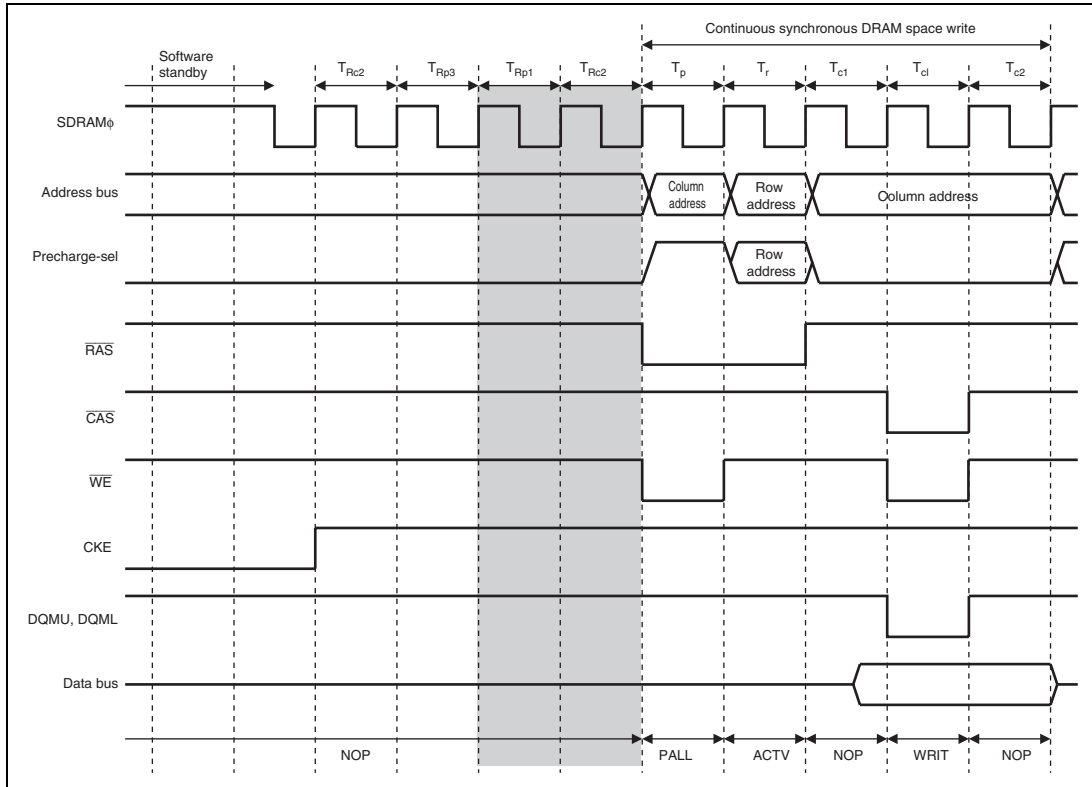 Continuous synchronous DRAM space write
Software
standby
TRc2 TRp3 TRp1 TRc2 Tp Tr Tc1 Tcl Tc2
SDRAMϕ
Address bus
Column
address
Row
address
Column address
Precharge-sel
Row
address
RAS
CAS
WE
CKE
DQMU, DQML
Data bus
NOP PALL ACTV NOP WRIT NOP